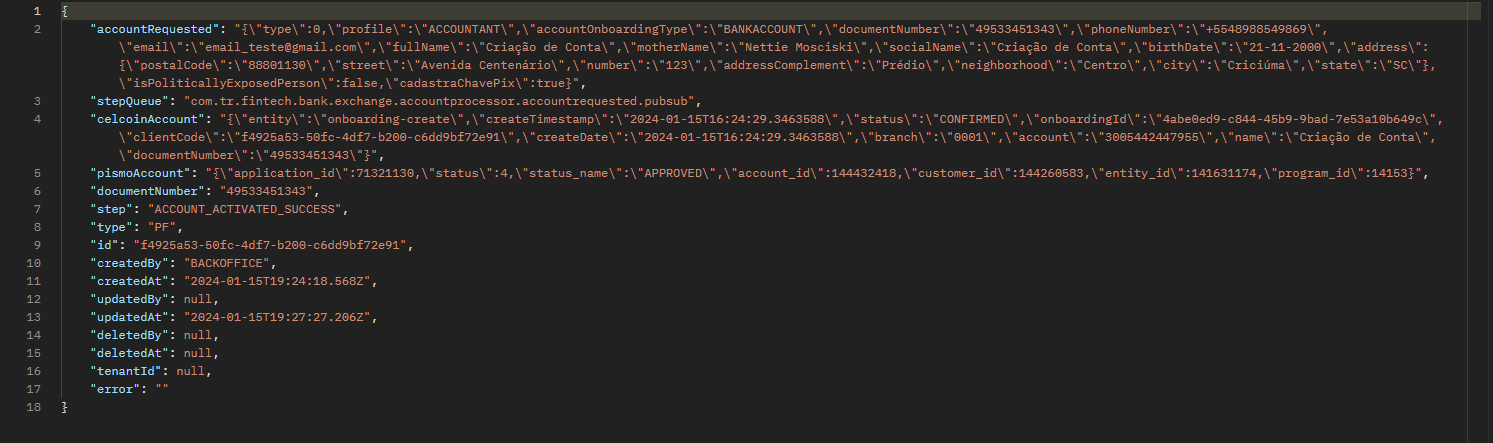 1 {
2 "accountRequested": "{\"type\":0,\"profile\":\"ACCOUNTANT\",\"accountOnboardingType\":\"BANKACCOUNT\",\"documentNumber\":\"49533451343\",\"phoneNumber\":\"+5548988549869\",
\"email\":\"email_teste@gmail.com\",\"fullName\":\"Criação de Conta\",\"motherName\":\"Nettie Mosciski\",\"socialName\":\"Criação de Conta\",\"birthDate\":\"21-11-2000\",\"address\":
{\"postalCode\":\"88801130\",\"street\":\"Avenida Centenário\",\"number\":\"123\",\"addressComplement\":\"Prédio\",\"neighborhood\":\"Centro\",\"city\":\"Criciúma\",\"state\":\"SC\"},
\"isPoliticallyExposedPerson\":false,\"cadastraChavePix\":true}",
3 "stepQueue": "com.tr.fintech.bank.exchange.accountprocessor.accountrequested.pubsub",
4 "celcoinAccount": "{\"entity\":\"onboarding-create\",\"createTimestamp\":\"2024-01-15T16:24:29.3463588\",\"status\":\"CONFIRMED\",\"onboardingId\":\"4abe0ed9-c844-45b9-9bad-7e53a10b649c\",
\"clientCode\":\"f4925a53-50fc-4df7-b200-c6dd9bf72e91\",\"createDate\":\"2024-01-15T16:24:29.3463588\",\"branch\":\"0001\",\"account\":\"3005442447955\",\"name\":\"Criação de Conta\",
\"documentNumber\":\"49533451343\"}",
5 "pismoAccount": "{\"application_id\":71321130,\"status\":4,\"status_name\":\"APPROVED\",\"account_id\":144432418,\"customer_id\":144260583,\"entity_id\":141631174,\"program_id\":14153}",
6 "documentNumber": "49533451343",
7 "step": "ACCOUNT_ACTIVATED_SUCCESS",
8 "type": "PF",
9 "id": "f4925a53-50fc-4df7-b200-c6dd9bf72e91",
10 "createdBy": "BACKOFFICE",
11 "createdAt": "2024-01-15T19:24:18.568Z",
12 "updatedBy": null,
13 "updatedAt": "2024-01-15T19:27:27.206Z",
14 "deletedBy": null,
15 "deletedAt": null,
16 "tenantId": null,
17 "error": ""
18 }